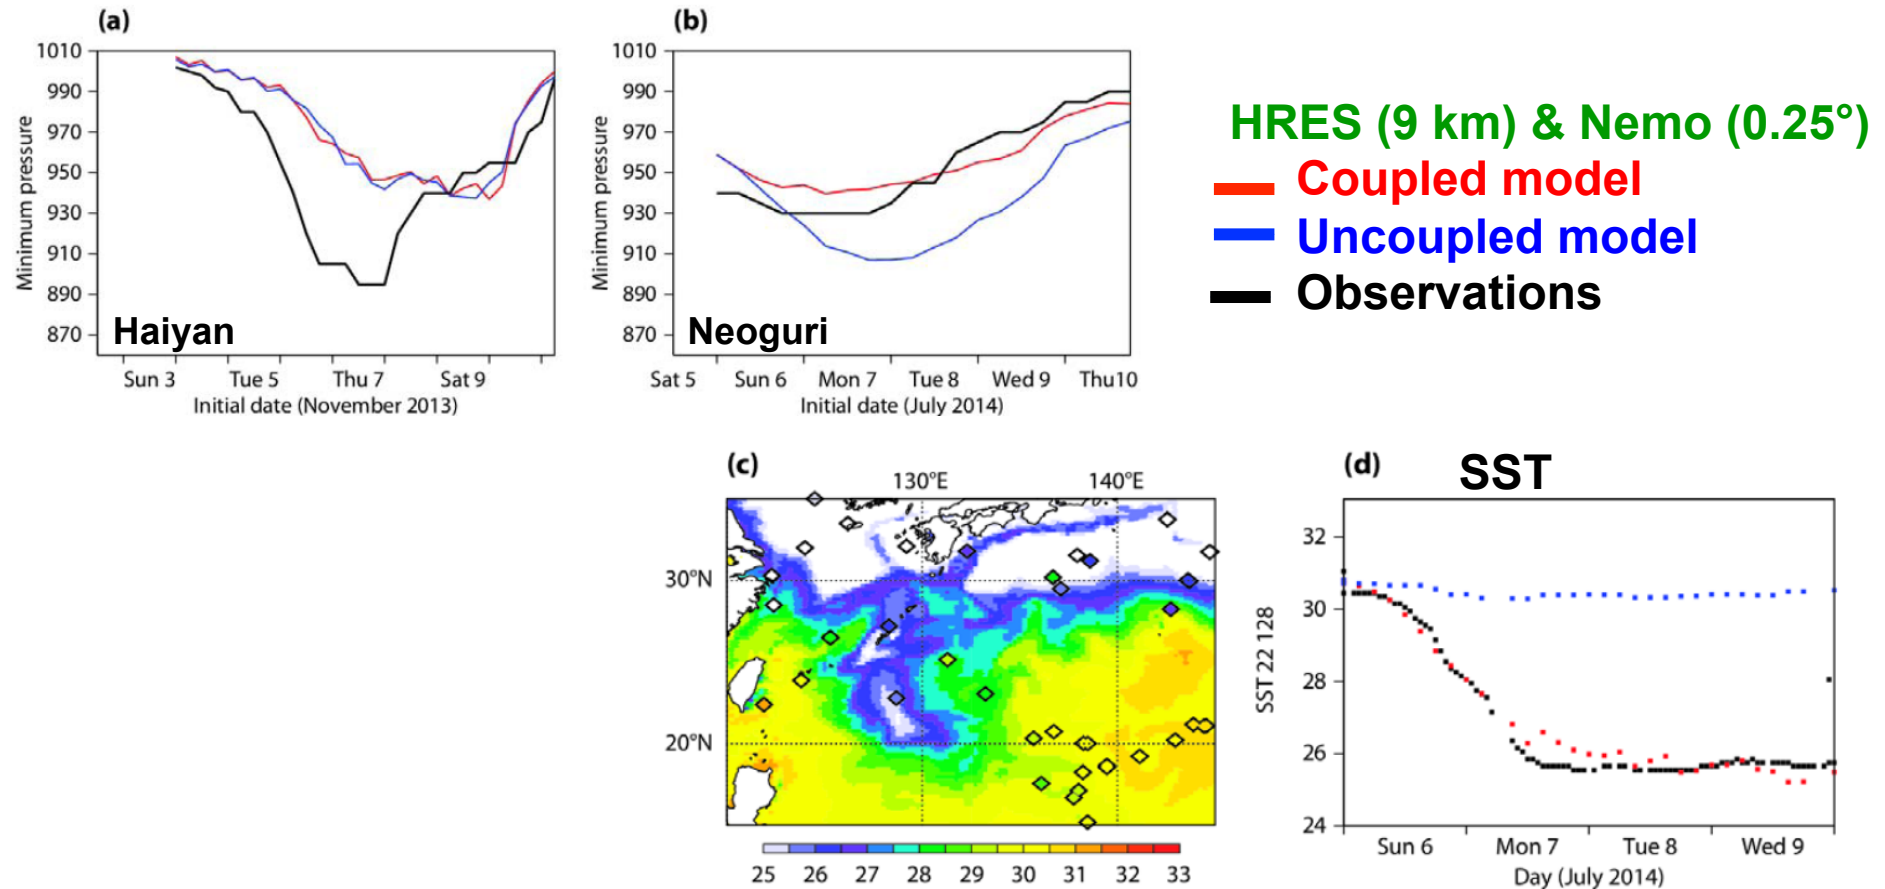 (a)
1010
990
970
950
930
910
890
870
Minimum pressure
Haiyan
Sun 3 Tue 5 Thu 7 Sat 9
Initial date (November 2013)
(b)
1010
990
970
950
930
910
890
870
Minimum pressure
Neoguri
Sat 5 Sun 6 Mon 7 Tue 8 Wed 9 Thu10
Initial date (July 2014)
HRES (9 km) & Nemo (0.25°)
Coupled model
Uncoupled model
Observations
(c)
130°E 140°E
30°N
20°N
25 26 27 28 29 30 31 32 33
(d) SST
32
30
28
26
24
SST 22 128
Sun 6 Mon 7 Tue 8 Wed 9
Day (July 2014)